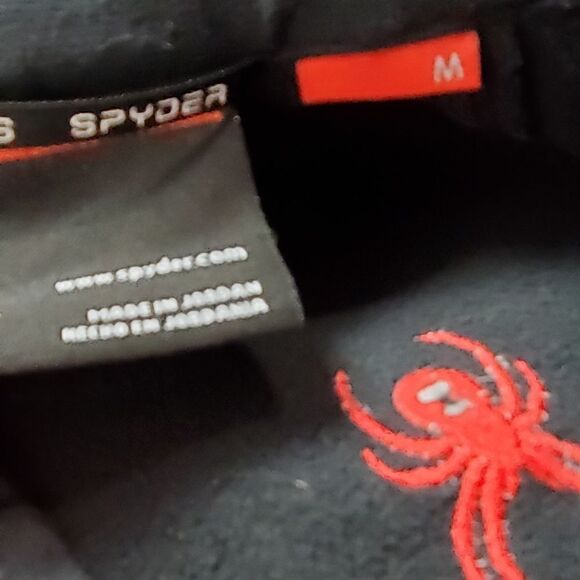 M
S SPYDER
www.spyder.com
MADE IN JORDAN
HECHO EN JORDANIA